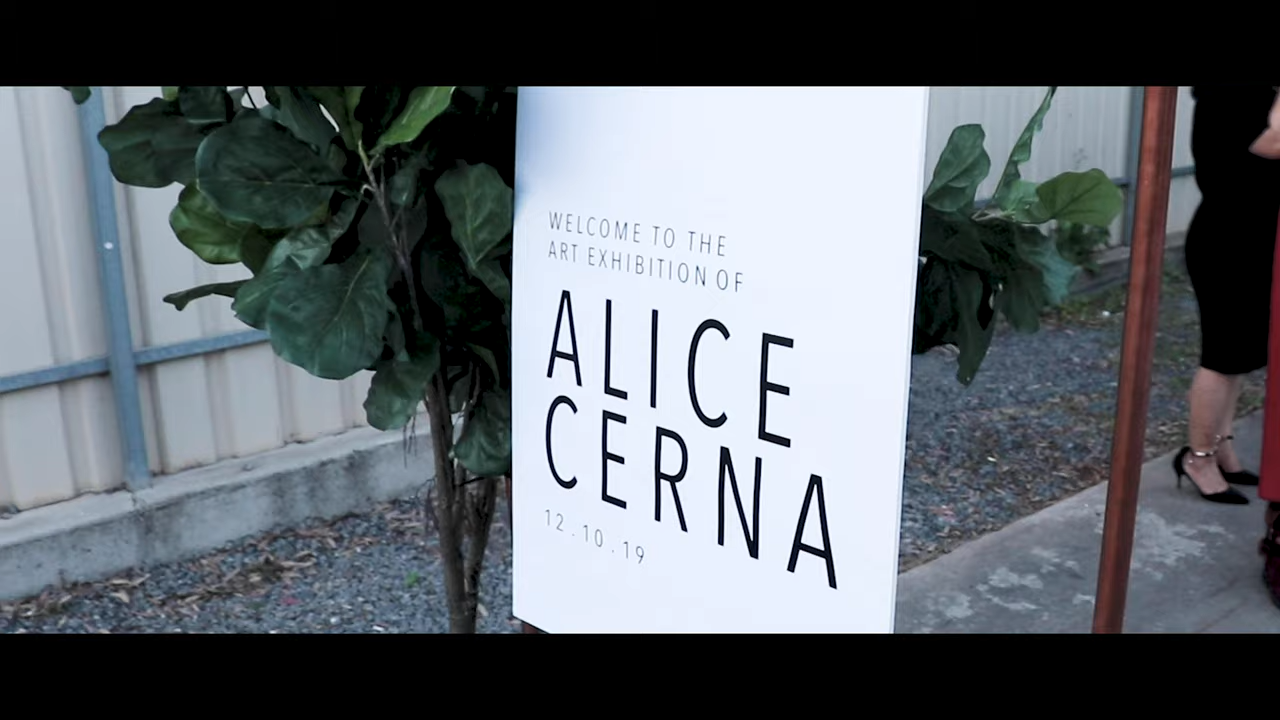 WELCOME TO THE
ART EXHIBITION OF
ALICE
CERNA
12.10.19